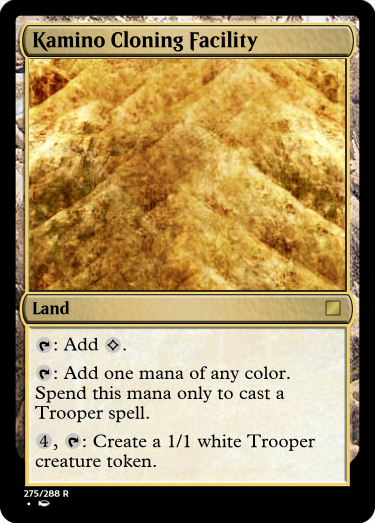 Kamino Cloning Facility
Land
: Add .
: Add one mana of any color.
Spend this mana only to cast a
Trooper spell.
4, : Create a 1/1 white Trooper
creature token.
275/288 R